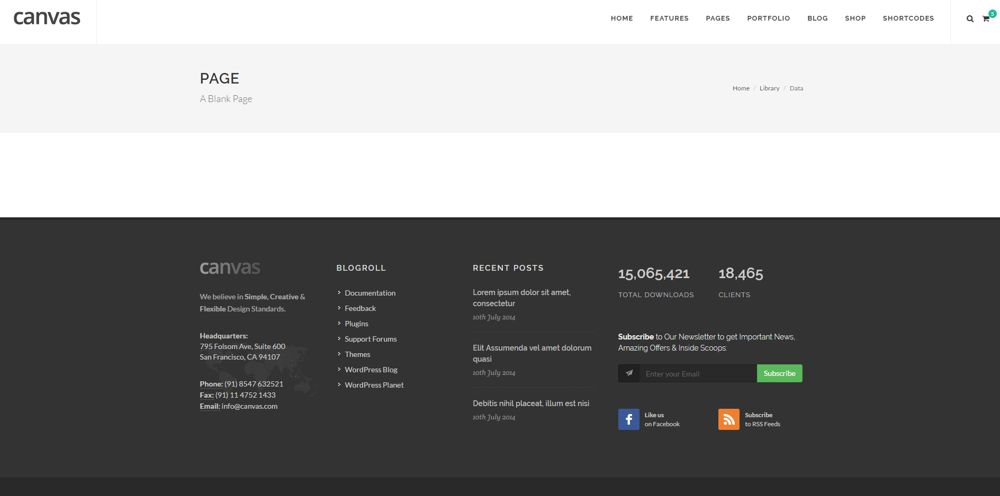 canvas
HOME FEATURES PAGES PORTFOLIO BLOG SHOP SHORTCODES
5
PAGE
A Blank Page
Home / Library / Data
canvas
We believe in Simple, Creative &
Flexible Design Standards.
Headquarters:
795 Folsom Ave, Suite 600
San Francisco, CA 94107
Phone: (91) 8547 632521
Fax: (91) 11 4752 1433
Email: info@canvas.com
BLOGROLL
Documentation
Feedback
Plugins
Support Forums
Themes
WordPress Blog
WordPress Planet
RECENT POSTS
Lorem ipsum dolor sit amet,
consectetur
10th July 2014
Elit Assumenda vel amet dolorum
quasi
10th July 2014
Debitis nihil placeat, illum est nisi
10th July 2014
15,065,421
TOTAL DOWNLOADS
18,465
CLIENTS
Subscribe to Our Newsletter to get Important News,
Amazing Offers & Inside Scoops:
Enter your Email
Subscribe
Like us
on Facebook
Subscribe
to RSS Feeds